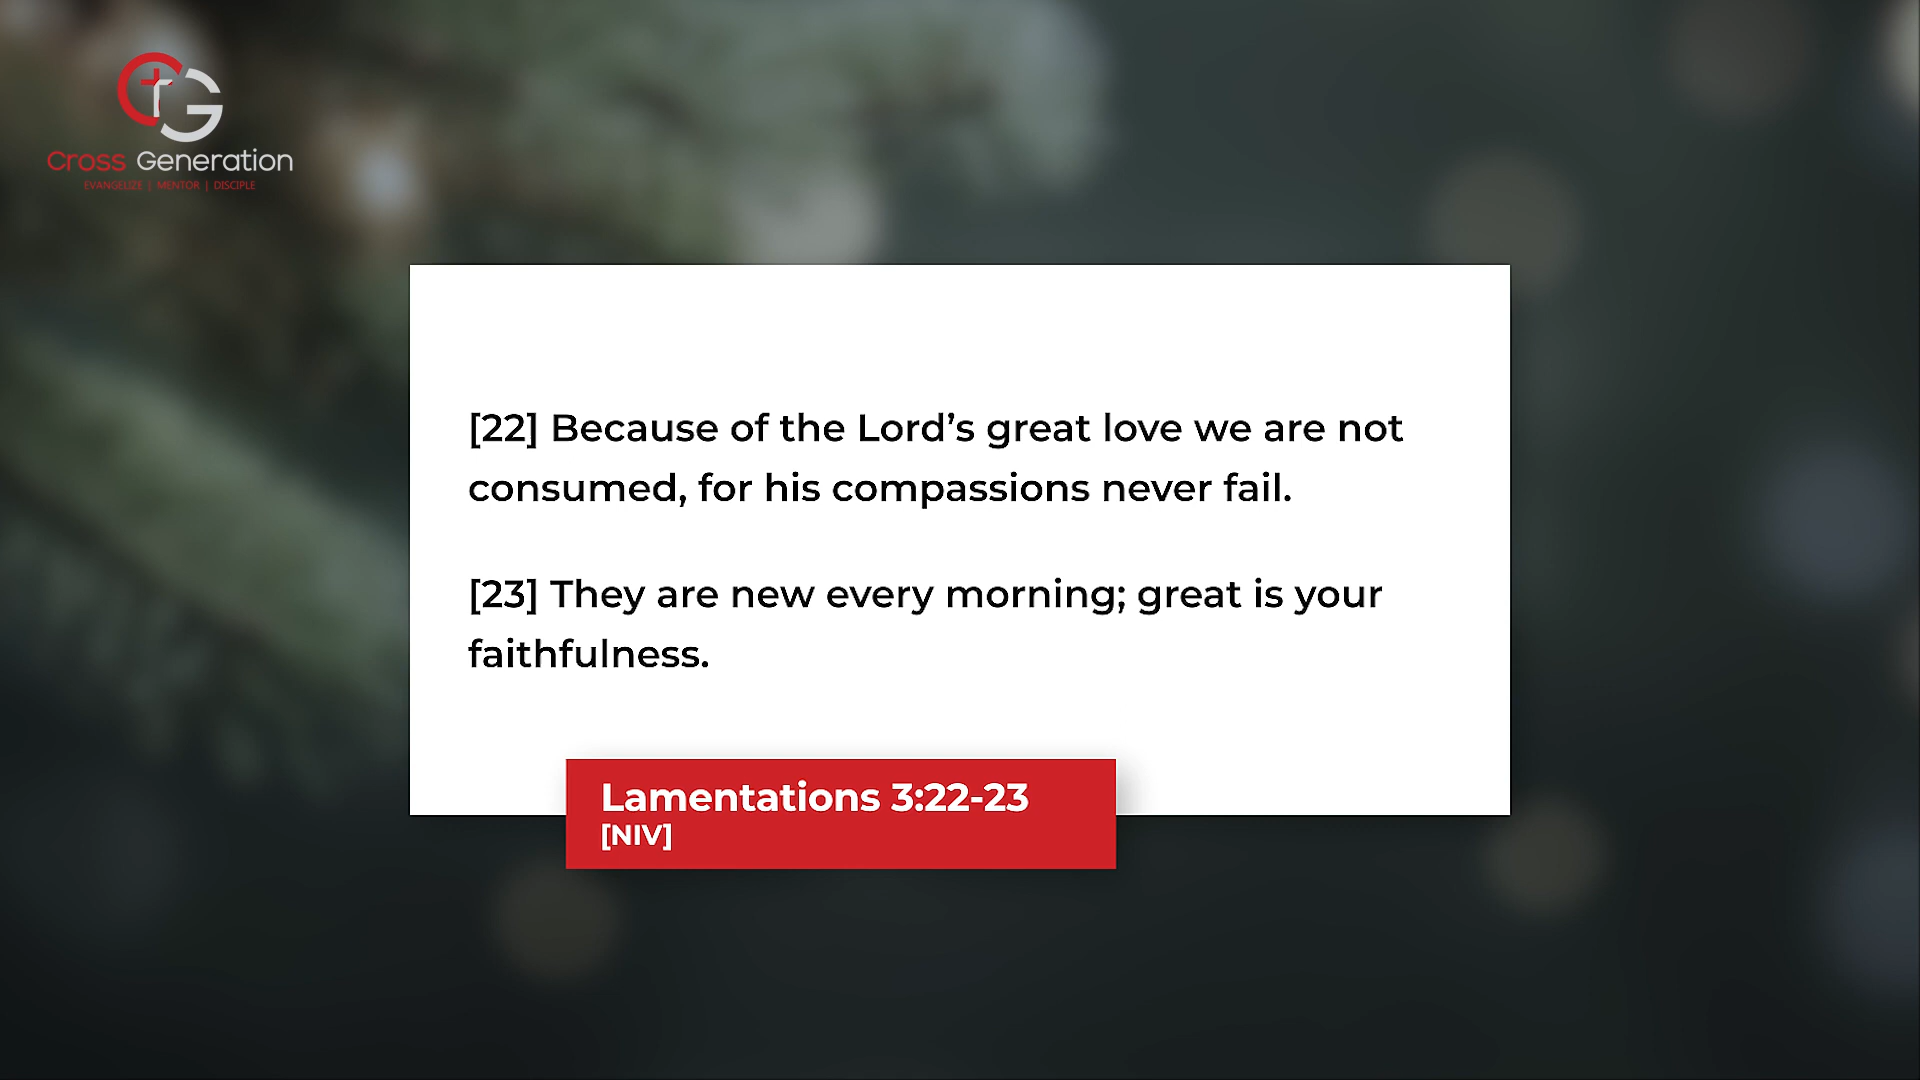 CG
Cross Generation
EVANGELIZE | MENTOR | DISCIPLE
[22] Because of the Lord’s great love we are not
consumed, for his compassions never fail.
[23] They are new every morning; great is your
faithfulness.
Lamentations 3:22-23
[NIV]